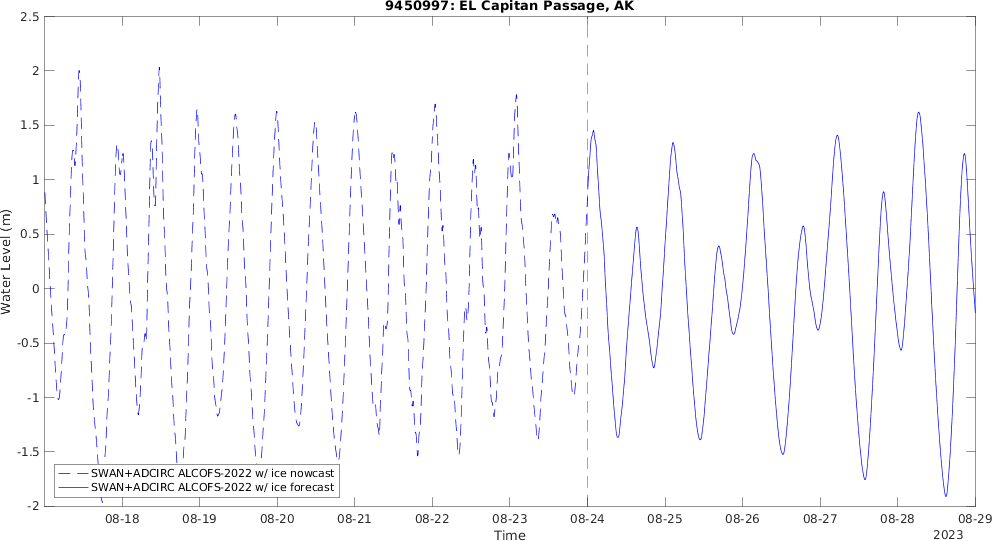 9450997: EL Capitan Passage, AK
2.5
2
1.5
1
0.5
0
-0.5
-1
-1.5
-2
Water Level (m)
SWAN+ADCIRC ALCOFS-2022 w/ ice nowcast
SWAN+ADCIRC ALCOFS-2022 w/ ice forecast
08-18 08-19 08-20 08-21 08-22 08-23 08-24 08-25 08-26 08-27 08-28 08-29
Time
2023